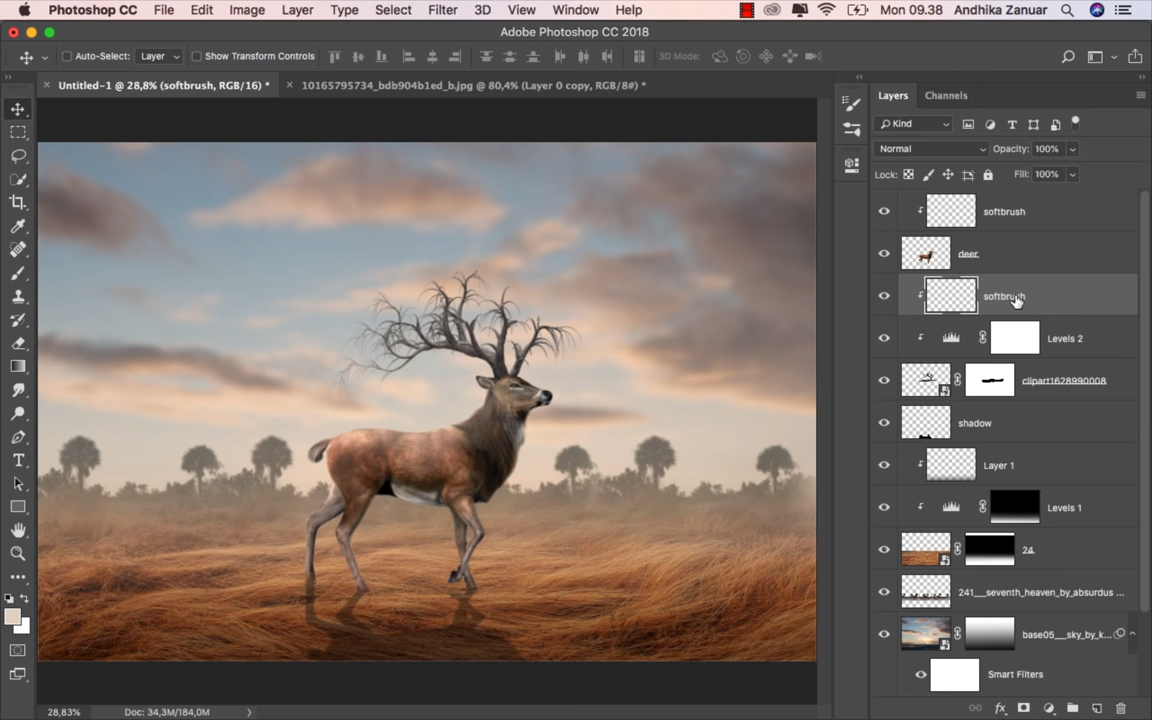 Photoshop CC File Edit Image Layer Type Select Filter 3D View Window Help Mon 09.38 Andhika Zanuar
Adobe Photoshop CC 2018
Auto-Select: Layer Show Transform Controls 3D Mode:
Untitled-1 @ 28,8% (softbrush, RGB/16) * 10165795734_bdb904b1ed_b.jpg @ 80,4% (Layer 0 copy, RGB/8#) *
Layers Channels
Kind
Normal Opacity: 100%
Lock: Fill: 100%
softbrush
deer
softbrush
Levels 2
clipart1628990008
shadow
Layer 1
Levels 1
24
241__seventh_heaven_by_absurdus ...
base05__sky_by_k...
Smart Filters
28,83% Doc: 34,3M/184,0M